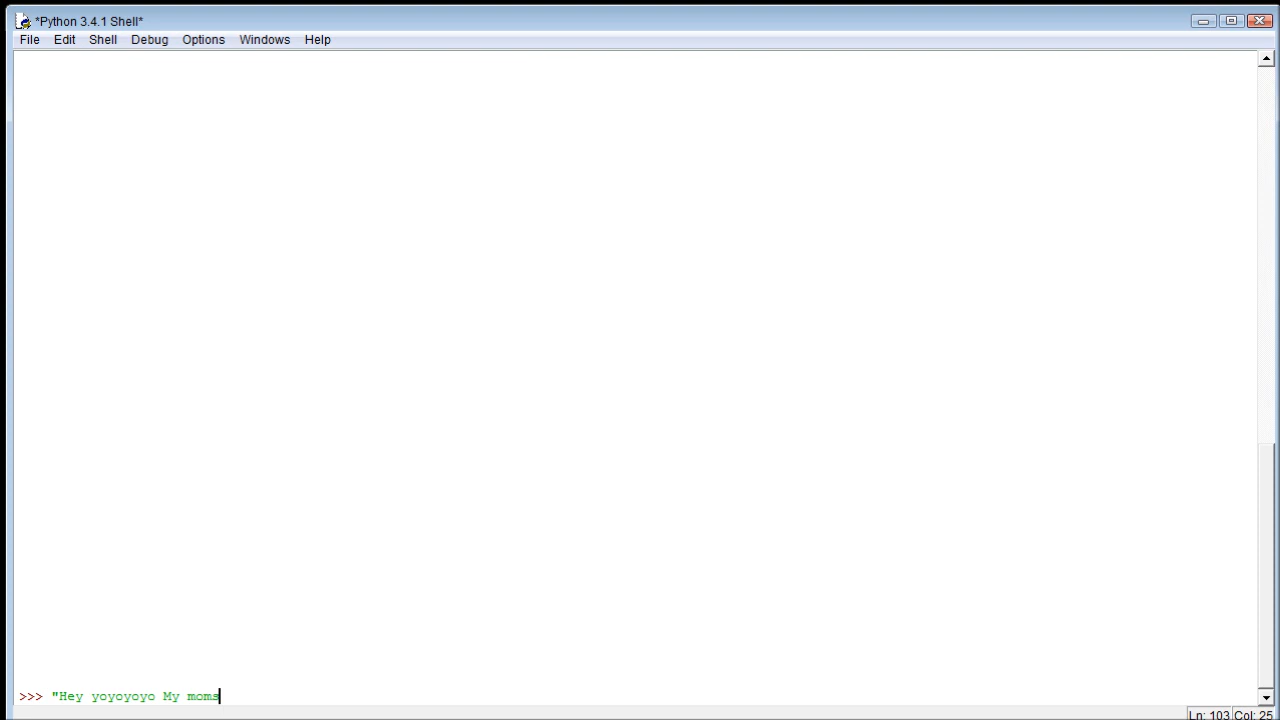 *Python 3.4.1 Shell*
File Edit Shell Debug Options Windows Help
>>> "Hey yoyoyoyo My moms
Ln: 103 Col: 25